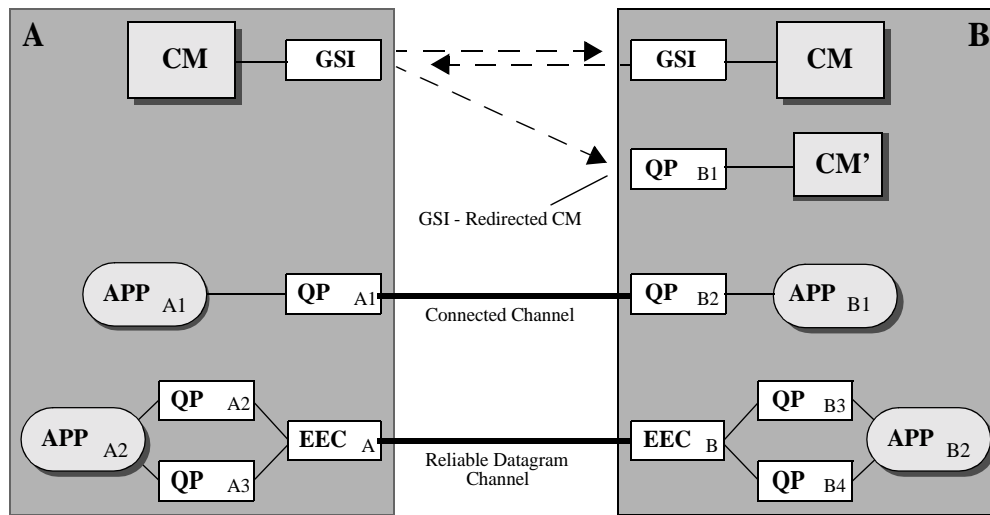 A
B
CM
GSI
GSI
CM
QP B1
CM’
GSI - Redirected CM
APP A1
QP A1
QP B2
APP B1
Connected Channel
QP A2
QP B3
APP A2
EEC A
EEC B
APP B2
Reliable Datagram
Channel
QP A3
QP B4